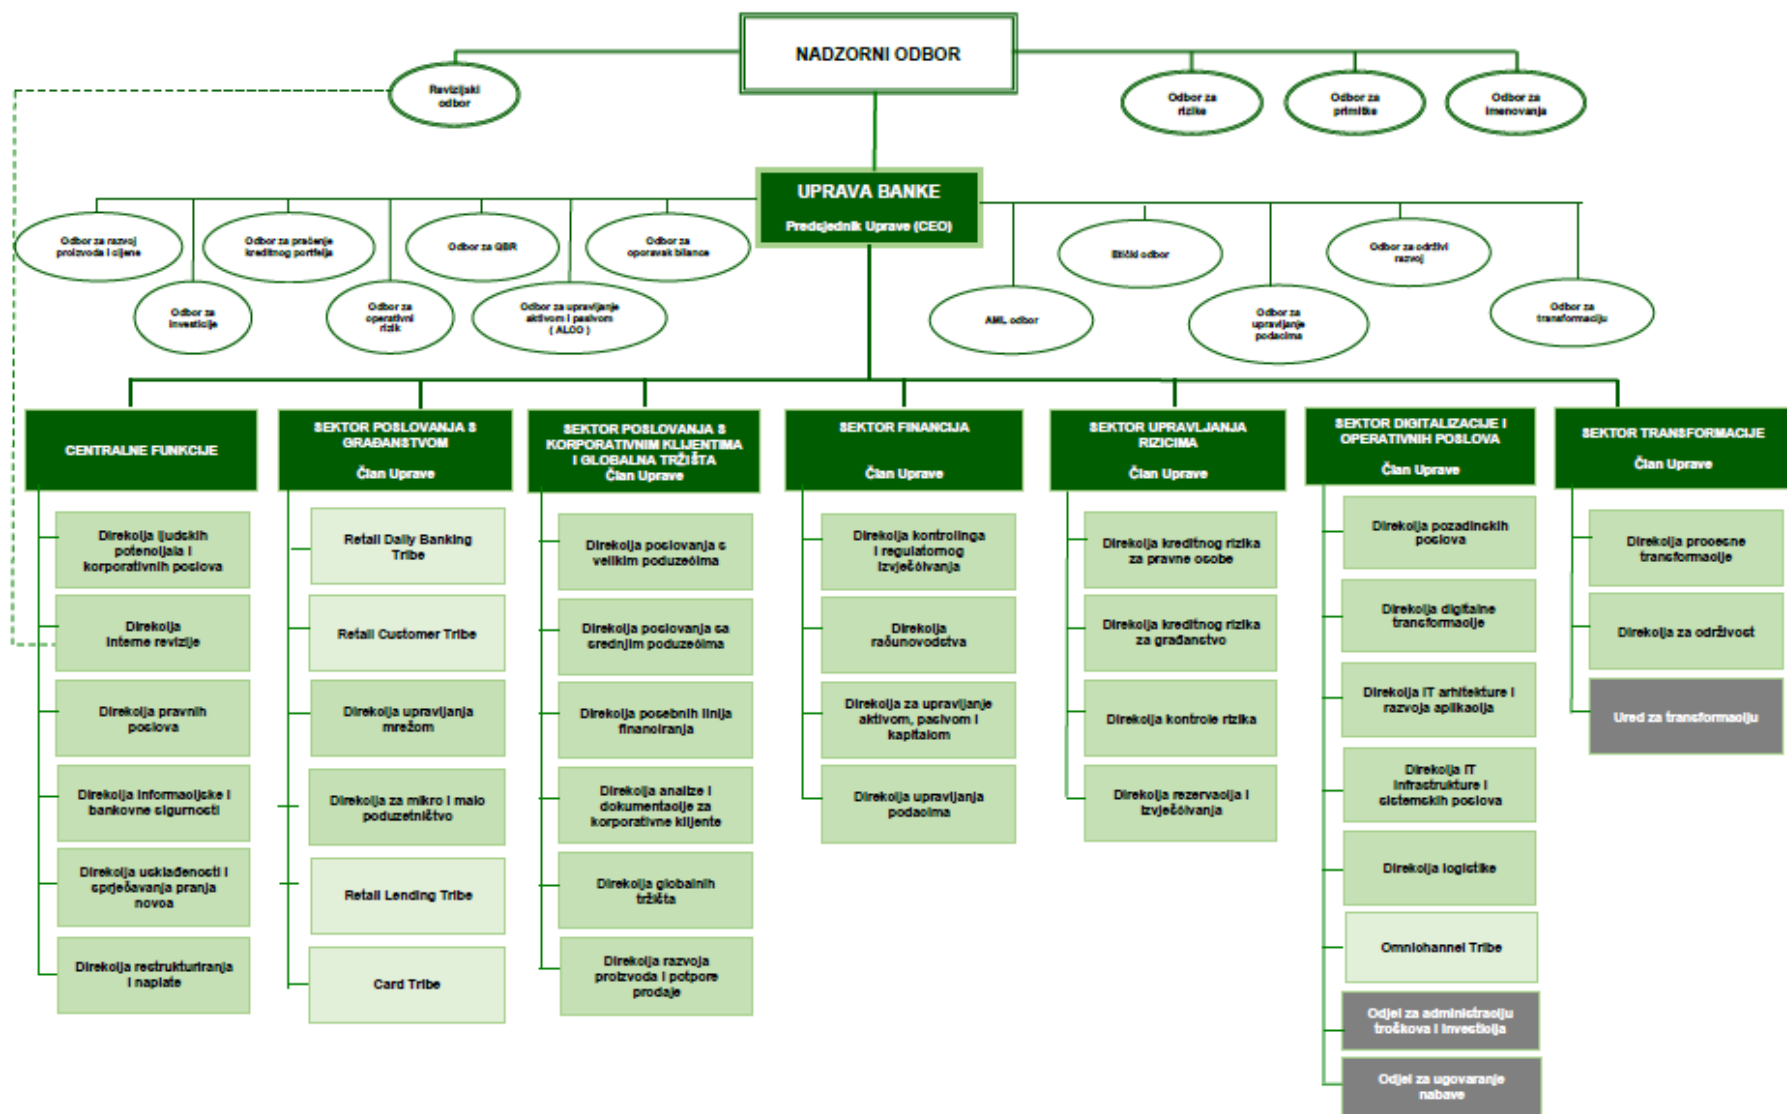 NADZORNI ODBOR
Revizijski
odbor
Odbor za
rizike
Odbor za
primitke
Odbor za
imenovanja
UPRAVA BANKE
Predsjednik Uprave (CEO)
Odbor za razvoj
proizvoda i cijene
Odbor za praćenje
kreditnog portfelja
Odbor za QBR
Odbor za
oporavak bilance
Odbor za
investicije
Odbor za
operativni
rizik
Odbor za upravljanje
aktivom i pasivom
( ALCO )
Etički odbor
Odbor za održivi
razvoj
AML odbor
Odbor za
upravljanje
podacima
Odbor za
transformaciju
CENTRALNE FUNKCIJE
Direkcija ljudskih
potencijala i
korporativnih poslova
Direkcija
interne revizije
Direkcija pravnih
poslova
Direkcija informacijske i
bankovne sigurnosti
Direkcija usklađenosti i
sprječavanja pranja
novca
Direkcija restrukturiranja
i naplate
SEKTOR POSLOVANJA S
GRAĐANSTVOM
Član Uprave
Retail Daily Banking
Tribe
Retail Customer Tribe
Direkcija upravljanja
mrežom
Direkcija za mikro i malo
poduzetništvo
Retail Lending Tribe
Card Tribe
SEKTOR POSLOVANJA S
KORPORATIVNIM KLIJENTIMA
I GLOBALNA TRŽIŠTA
Član Uprave
Direkcija poslovanja s
velikim poduzećima
Direkcija poslovanja sa
srednjim poduzećima
Direkcija posebnih linija
financiranja
Direkcija analize i
dokumentacije za
korporativne klijente
Direkcija globalnih
tržišta
Direkcija razvoja
proizvoda i potpore
prodaje
SEKTOR FINANCIJA
Član Uprave
Direkcija kontrolinga
i regulatornog
izvješćivanja
Direkcija
računovodstva
Direkcija za upravljanje
aktivom, pasivom i
kapitalom
Direkcija upravljanja
podacima
SEKTOR UPRAVLJANJA
RIZICIMA
Član Uprave
Direkcija kreditnog rizika
za pravne osobe
Direkcija kreditnog rizika
za građanstvo
Direkcija kontrole rizika
Direkcija rezervacija i
izvješćivanja
SEKTOR DIGITALIZACIJE I
OPERATIVNIH POSLOVA
Član Uprave
Direkcija pozadinskih
poslova
Direkcija digitalne
transformacije
Direkcija IT arhitekture i
razvoja aplikacija
Direkcija IT
infrastrukture i
sistemskih poslova
Direkcija logistike
Omnichannel Tribe
Odjel za administraciju
troškova i investicija
Odjel za ugovaranje
nabave
SEKTOR TRANSFORMACIJE
Član Uprave
Direkcija procesne
transformacije
Direkcija za održivost
Ured za transformaciju